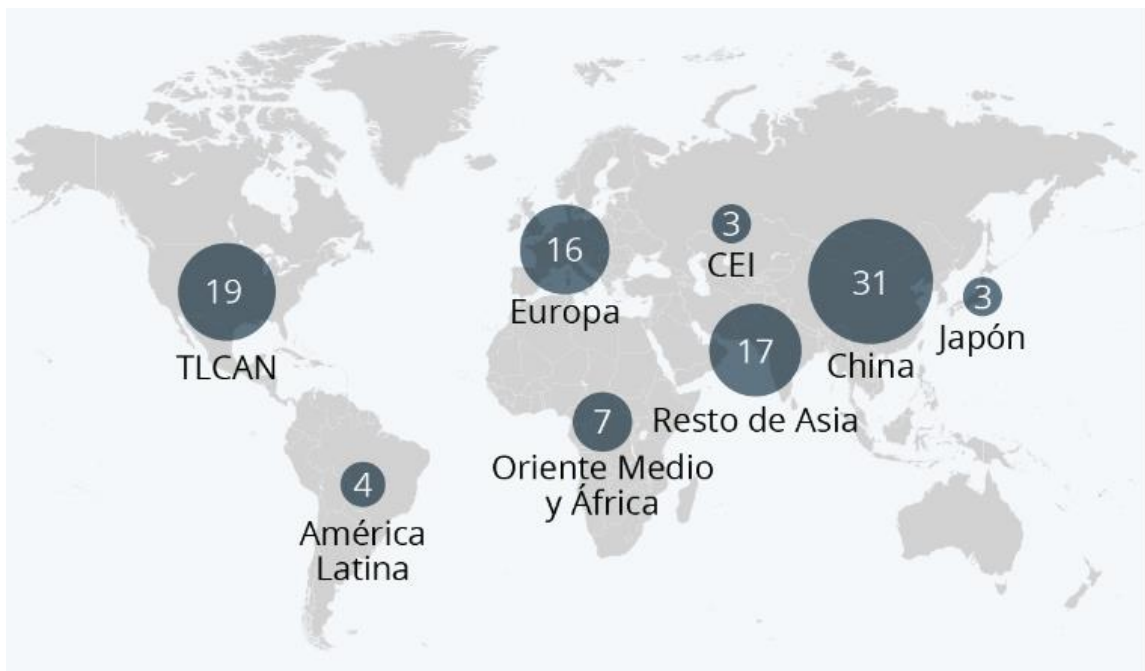 19
TLCAN
4
América
Latina
16
Europa
7
Oriente Medio
y África
3
CEI
17
Resto de Asia
31
China
3
Japón